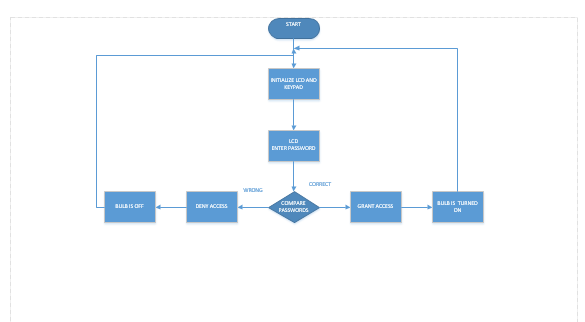 START
INITIALIZE LCD AND
KEYPAD
LCD
ENTER PASSWORD
WRONG
CORRECT
BULB IS OFF
DENY ACCESS
COMPARE
PASSWORDS
GRANT ACCESS
BULB IS TURNED
ON